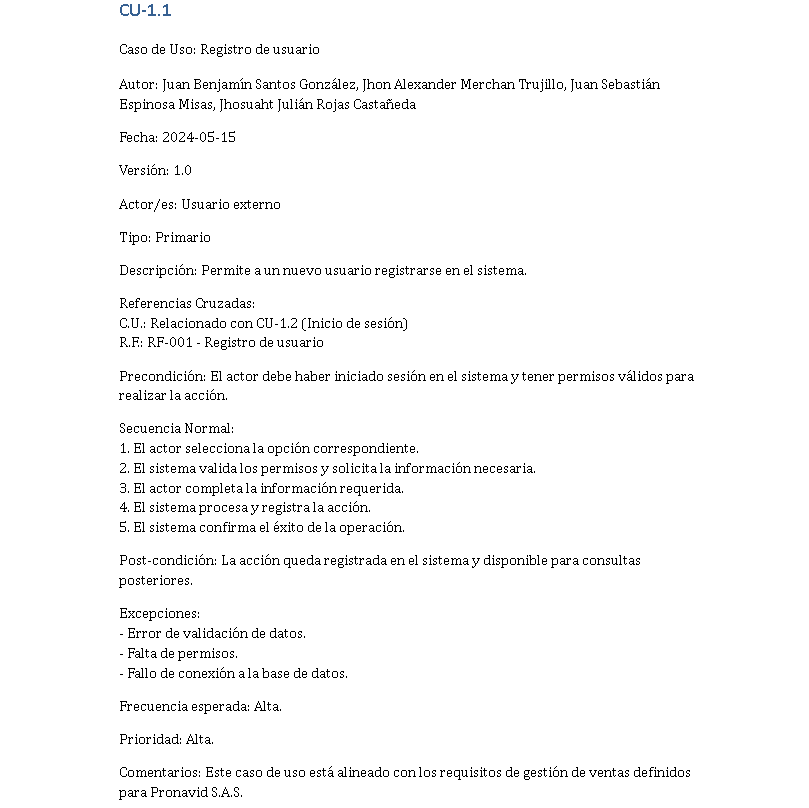 CU-1.1
Caso de Uso: Registro de usuario
Autor: Juan Benjamín Santos González, Jhon Alexander Merchan Trujillo, Juan Sebastián
Espinosa Misas, Jhosuaht Julián Rojas Castañeda
Fecha: 2024-05-15
Versión: 1.0
Actor/es: Usuario externo
Tipo: Primario
Descripción: Permite a un nuevo usuario registrarse en el sistema.
Referencias Cruzadas:
C.U.: Relacionado con CU-1.2 (Inicio de sesión)
R.F.: RF-001 - Registro de usuario
Precondición: El actor debe haber iniciado sesión en el sistema y tener permisos válidos para
realizar la acción.
Secuencia Normal:
1. El actor selecciona la opción correspondiente.
2. El sistema valida los permisos y solicita la información necesaria.
3. El actor completa la información requerida.
4. El sistema procesa y registra la acción.
5. El sistema confirma el éxito de la operación.
Post-condición: La acción queda registrada en el sistema y disponible para consultas
posteriores.
Excepciones:
- Error de validación de datos.
- Falta de permisos.
- Fallo de conexión a la base de datos.
Frecuencia esperada: Alta.
Prioridad: Alta.
Comentarios: Este caso de uso está alineado con los requisitos de gestión de ventas definidos
para Pronavid S.A.S.